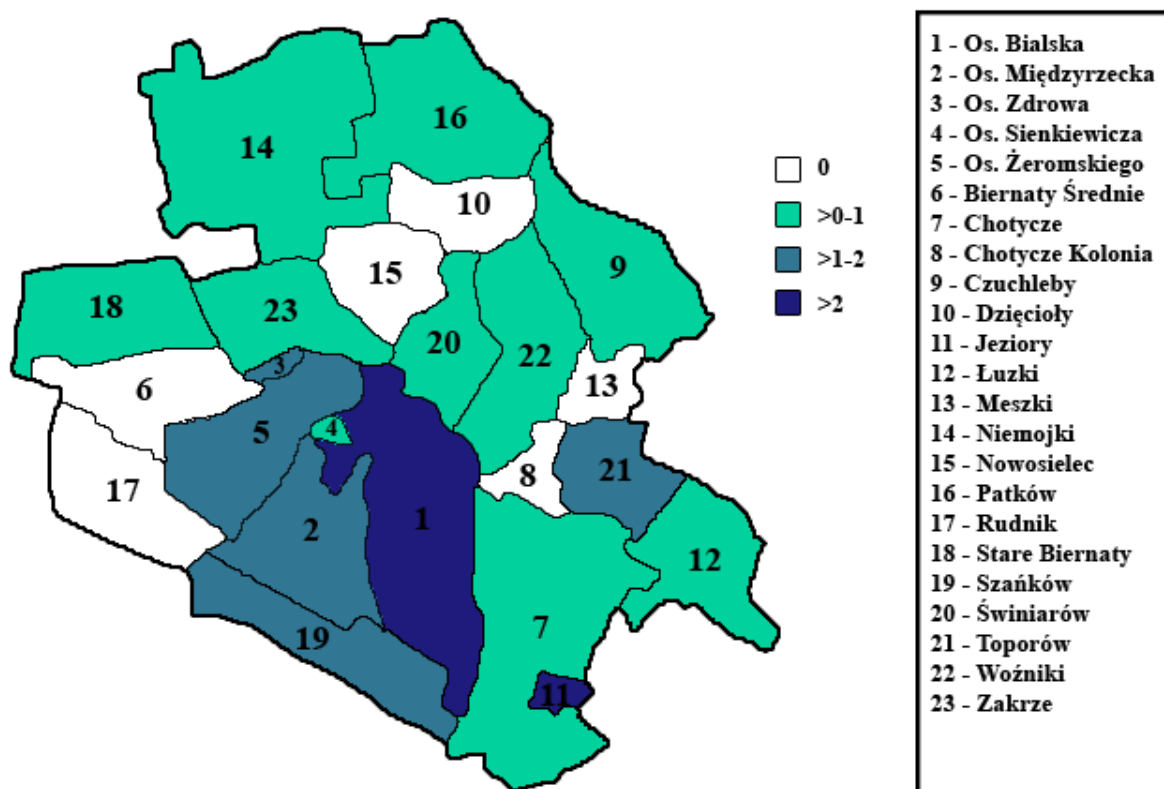 14
16
10
9
15
18
23
20
22
3
13
6
4
5
8
21
17
2
1
12
7
19
11
0
>0-1
>1-2
>2
1 - Os. Bialska
2 - Os. Międzyrzecka
3 - Os. Zdrowa
4 - Os. Sienkiewicza
5 - Os. Żeromskiego
6 - Biernaty Średnie
7 - Chotycze
8 - Chotycze Kolonia
9 - Czuchleby
10 - Dzięcioły
11 - Jeziory
12 - Łuzki
13 - Meszki
14 - Niemojki
15 - Nowosielec
16 - Patków
17 - Rudnik
18 - Stare Biernaty
19 - Szańków
20 - Świniarów
21 - Toporów
22 - Woźniki
23 - Zakrze